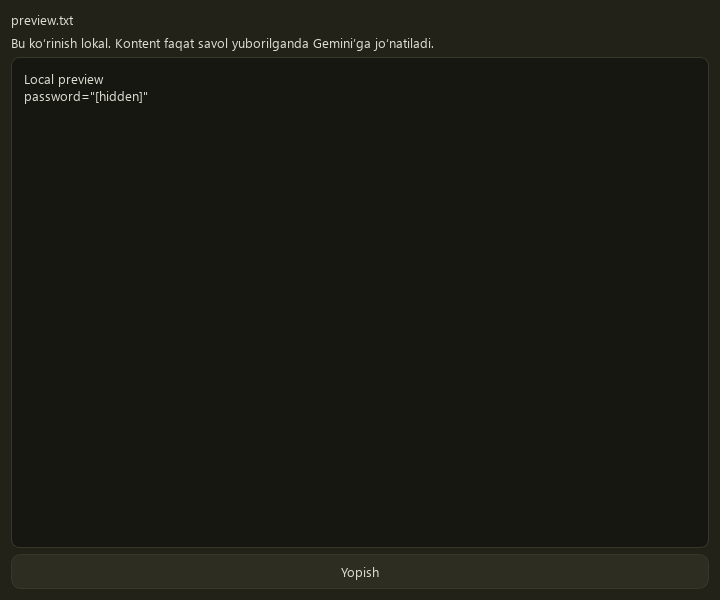 preview.txt
Bu ko‘rinish lokal. Kontent faqat savol yuborilganda Gemini’ga jo‘natiladi.
Local preview
password="[hidden]"
Yopish